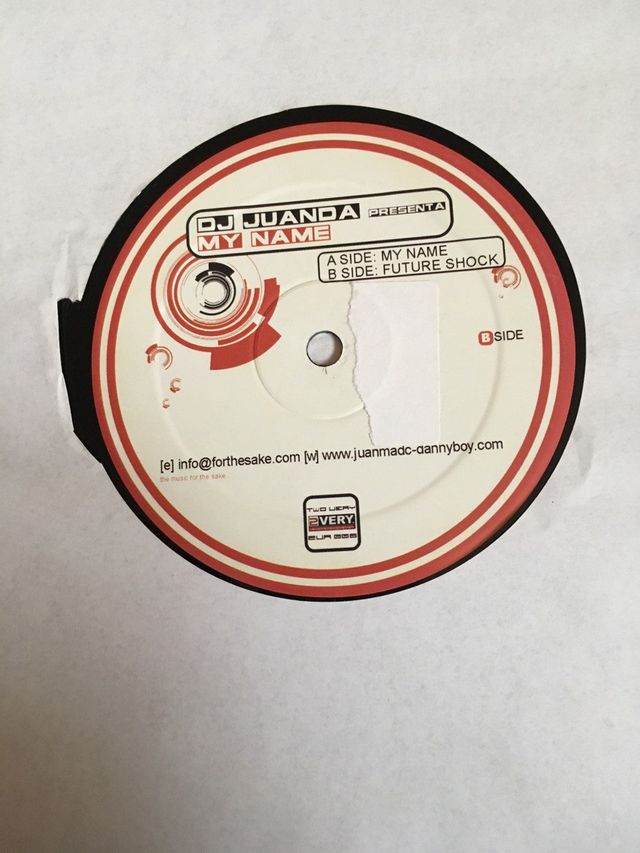 DJ JUANDA PRESENTA
MY NAME
A SIDE: MY NAME
B SIDE: FUTURE SHOCK
B SIDE
[e] info@forthesake.com [w] www.juanmadc-dannyboy.com
the music for the sake
TWO VERY
2VERY